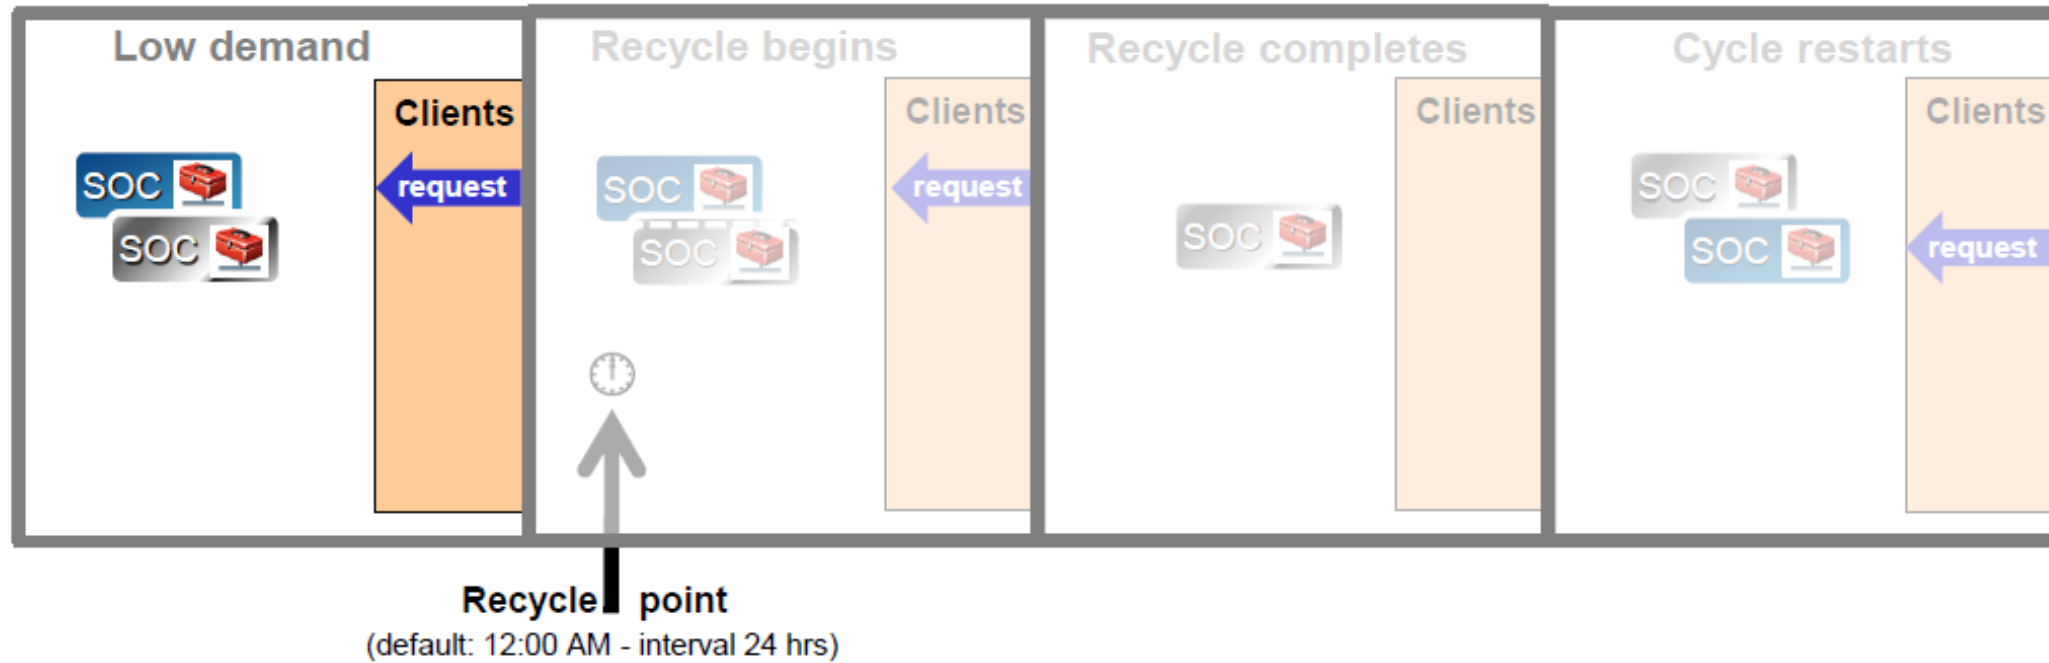 Low demand
Clients
request
SOC
SOC
Recycle begins
Clients
request
SOC
SOC
Recycle completes
Clients
SOC
Cycle restarts
Clients
SOC
SOC
request
Recycle point
(default: 12:00 AM - interval 24 hrs)